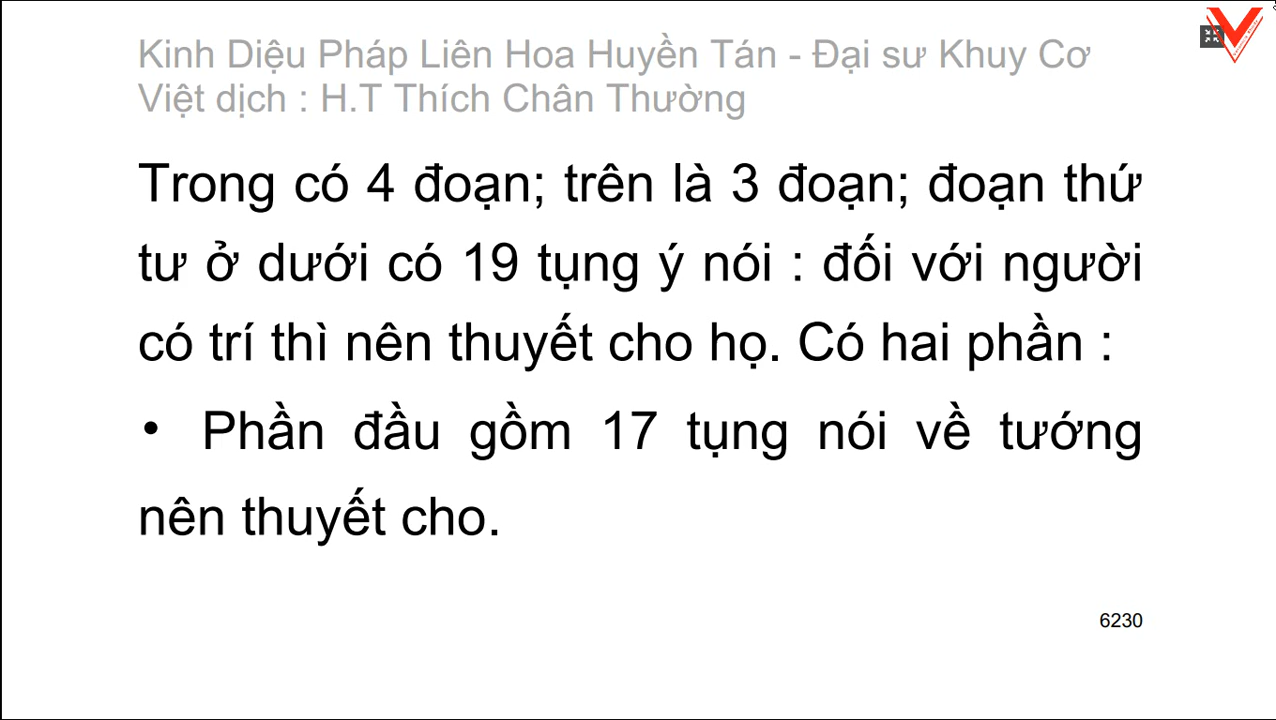 Kinh Diệu Pháp Liên Hoa Huyền Tán - Đại sư Khuy Cơ
Việt dịch : H.T Thích Chân Thường
Trong có 4 đoạn; trên là 3 đoạn; đoạn thứ
tư ở dưới có 19 tụng ý nói : đối với người
có trí thì nên thuyết cho họ. Có hai phần :
• Phần đầu gồm 17 tụng nói về tướng
nên thuyết cho.
6230